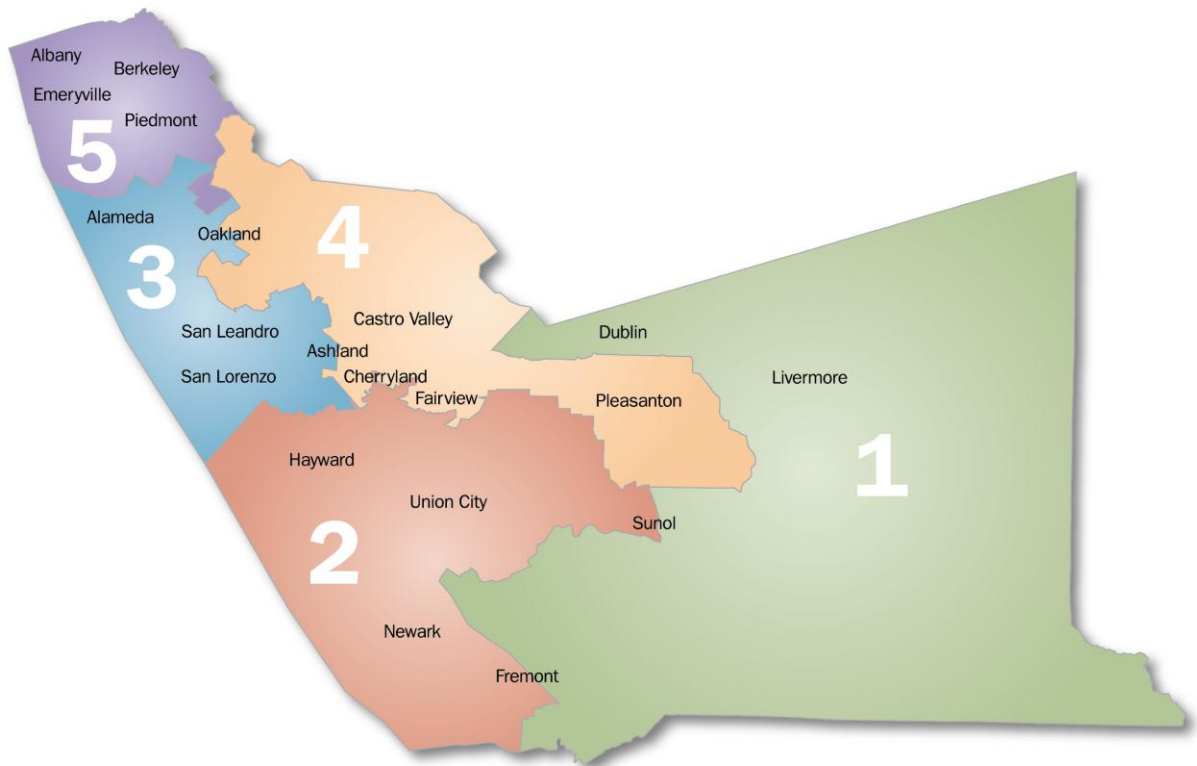 Albany
Berkeley
Emeryville
Piedmont
5
Alameda
Oakland
4
3
Castro Valley
San Leandro
Dublin
Ashland
San Lorenzo
Cherryland
Livermore
Fairview
Pleasanton
Hayward
1
Union City
Sunol
2
Newark
Fremont